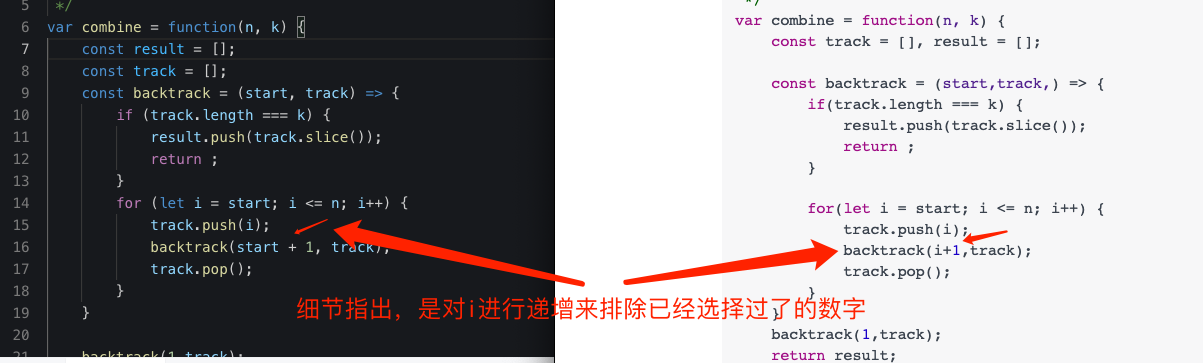 5 */
6 var combine = function(n, k) {
7 const result = [];
8 const track = [];
9 const backtrack = (start, track) => {
10 if (track.length === k) {
11 result.push(track.slice());
12 return ;
13 }
14 for (let i = start; i <= n; i++) {
15 track.push(i);
16 backtrack(start + 1, track);
17 track.pop();
18 }
19 }
20
21 backtrack(1,track);
*/
var combine = function(n, k) {
const track = [], result = [];
const backtrack = (start,track,) => {
if(track.length === k) {
result.push(track.slice());
return ;
}
for(let i = start; i <= n; i++) {
track.push(i);
backtrack(i+1,track);
track.pop();
}
}
backtrack(1,track);
return result;
细节指出，是对i进行递增来排除已经选择过了的数字